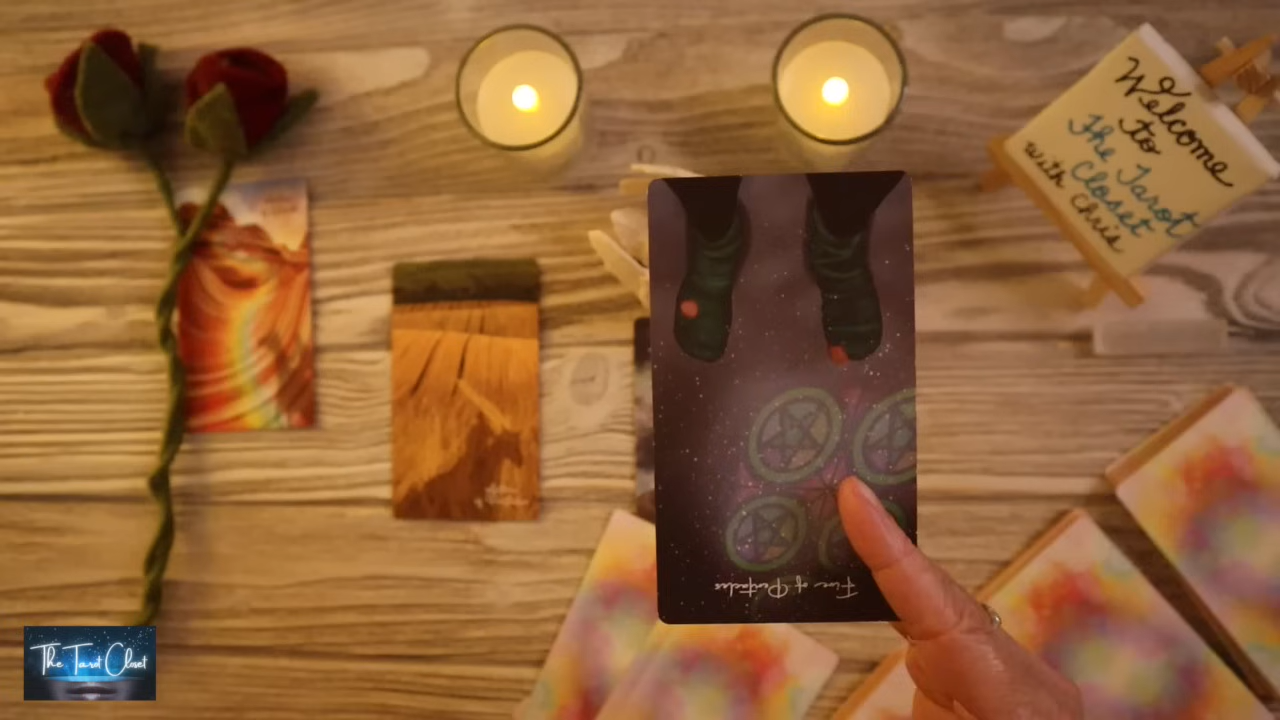 Welcome
To
The Tarot
Closet
with Chris
Five of Pentacles
The Tarot Closet